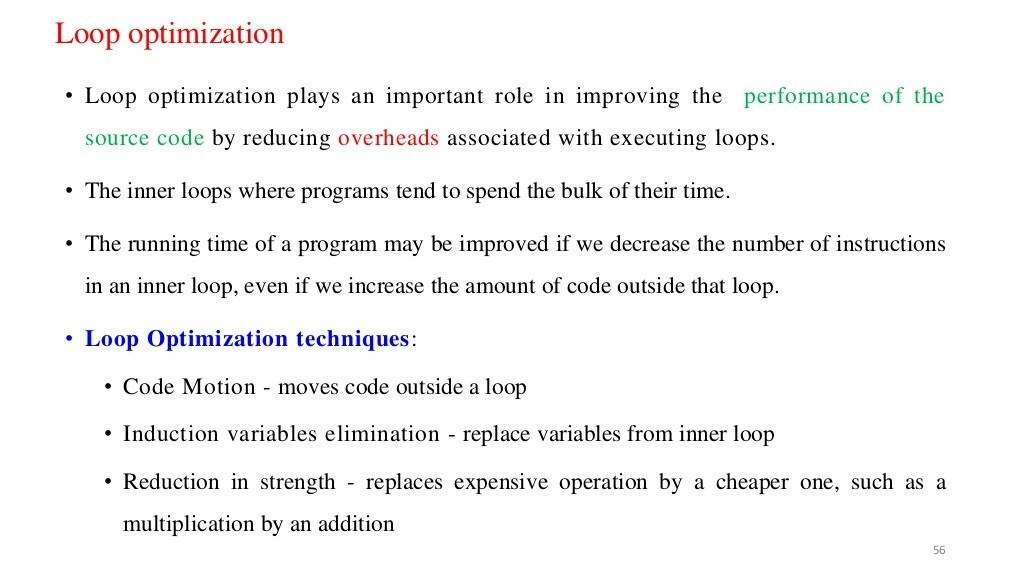 Loop optimization
• Loop optimization plays an important role in improving the performance of the
source code by reducing overheads associated with executing loops.
• The inner loops where programs tend to spend the bulk of their time.
• The running time of a program may be improved if we decrease the number of instructions
in an inner loop, even if we increase the amount of code outside that loop.
• Loop Optimization techniques:
• Code Motion - moves code outside a loop
• Induction variables elimination - replace variables from inner loop
• Reduction in strength - replaces expensive operation by a cheaper one, such as a
multiplication by an addition
56